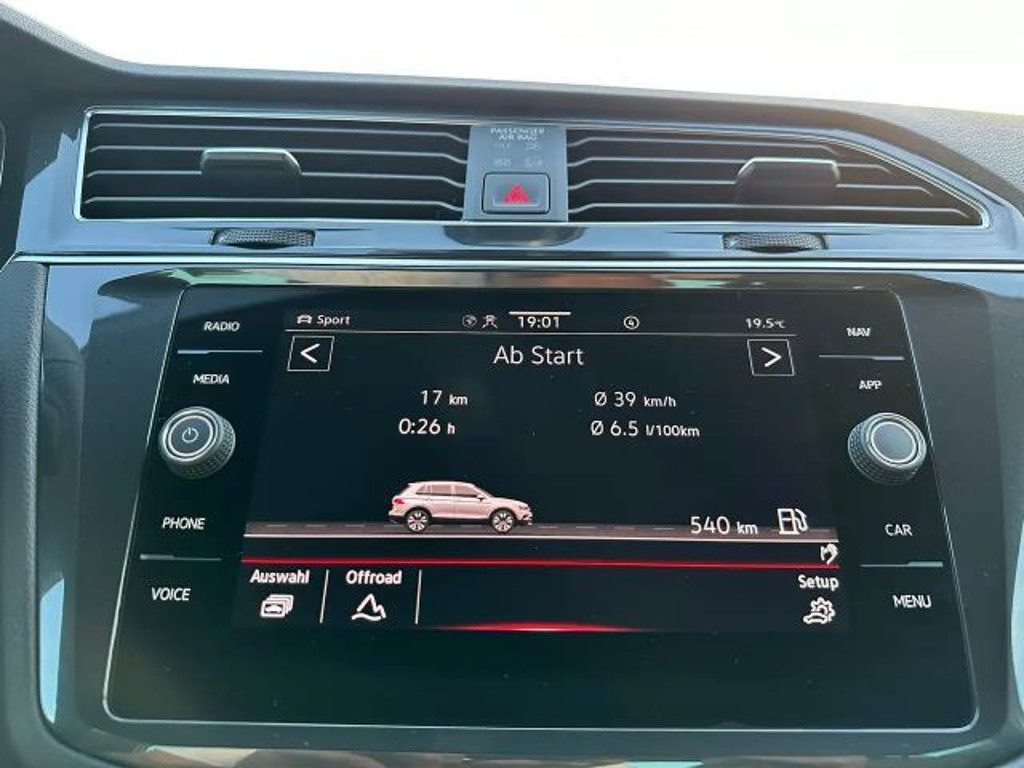 PASSENGER
AIR BAG
RADIO
MEDIA
PHONE
VOICE
Sport 19:01 4 19.5°C
< Ab Start >
17 km Ø 39 km/h
0:26 h Ø 6.5 l/100km
540 km
Auswahl Offroad Setup
NAV
APP
CAR
MENU